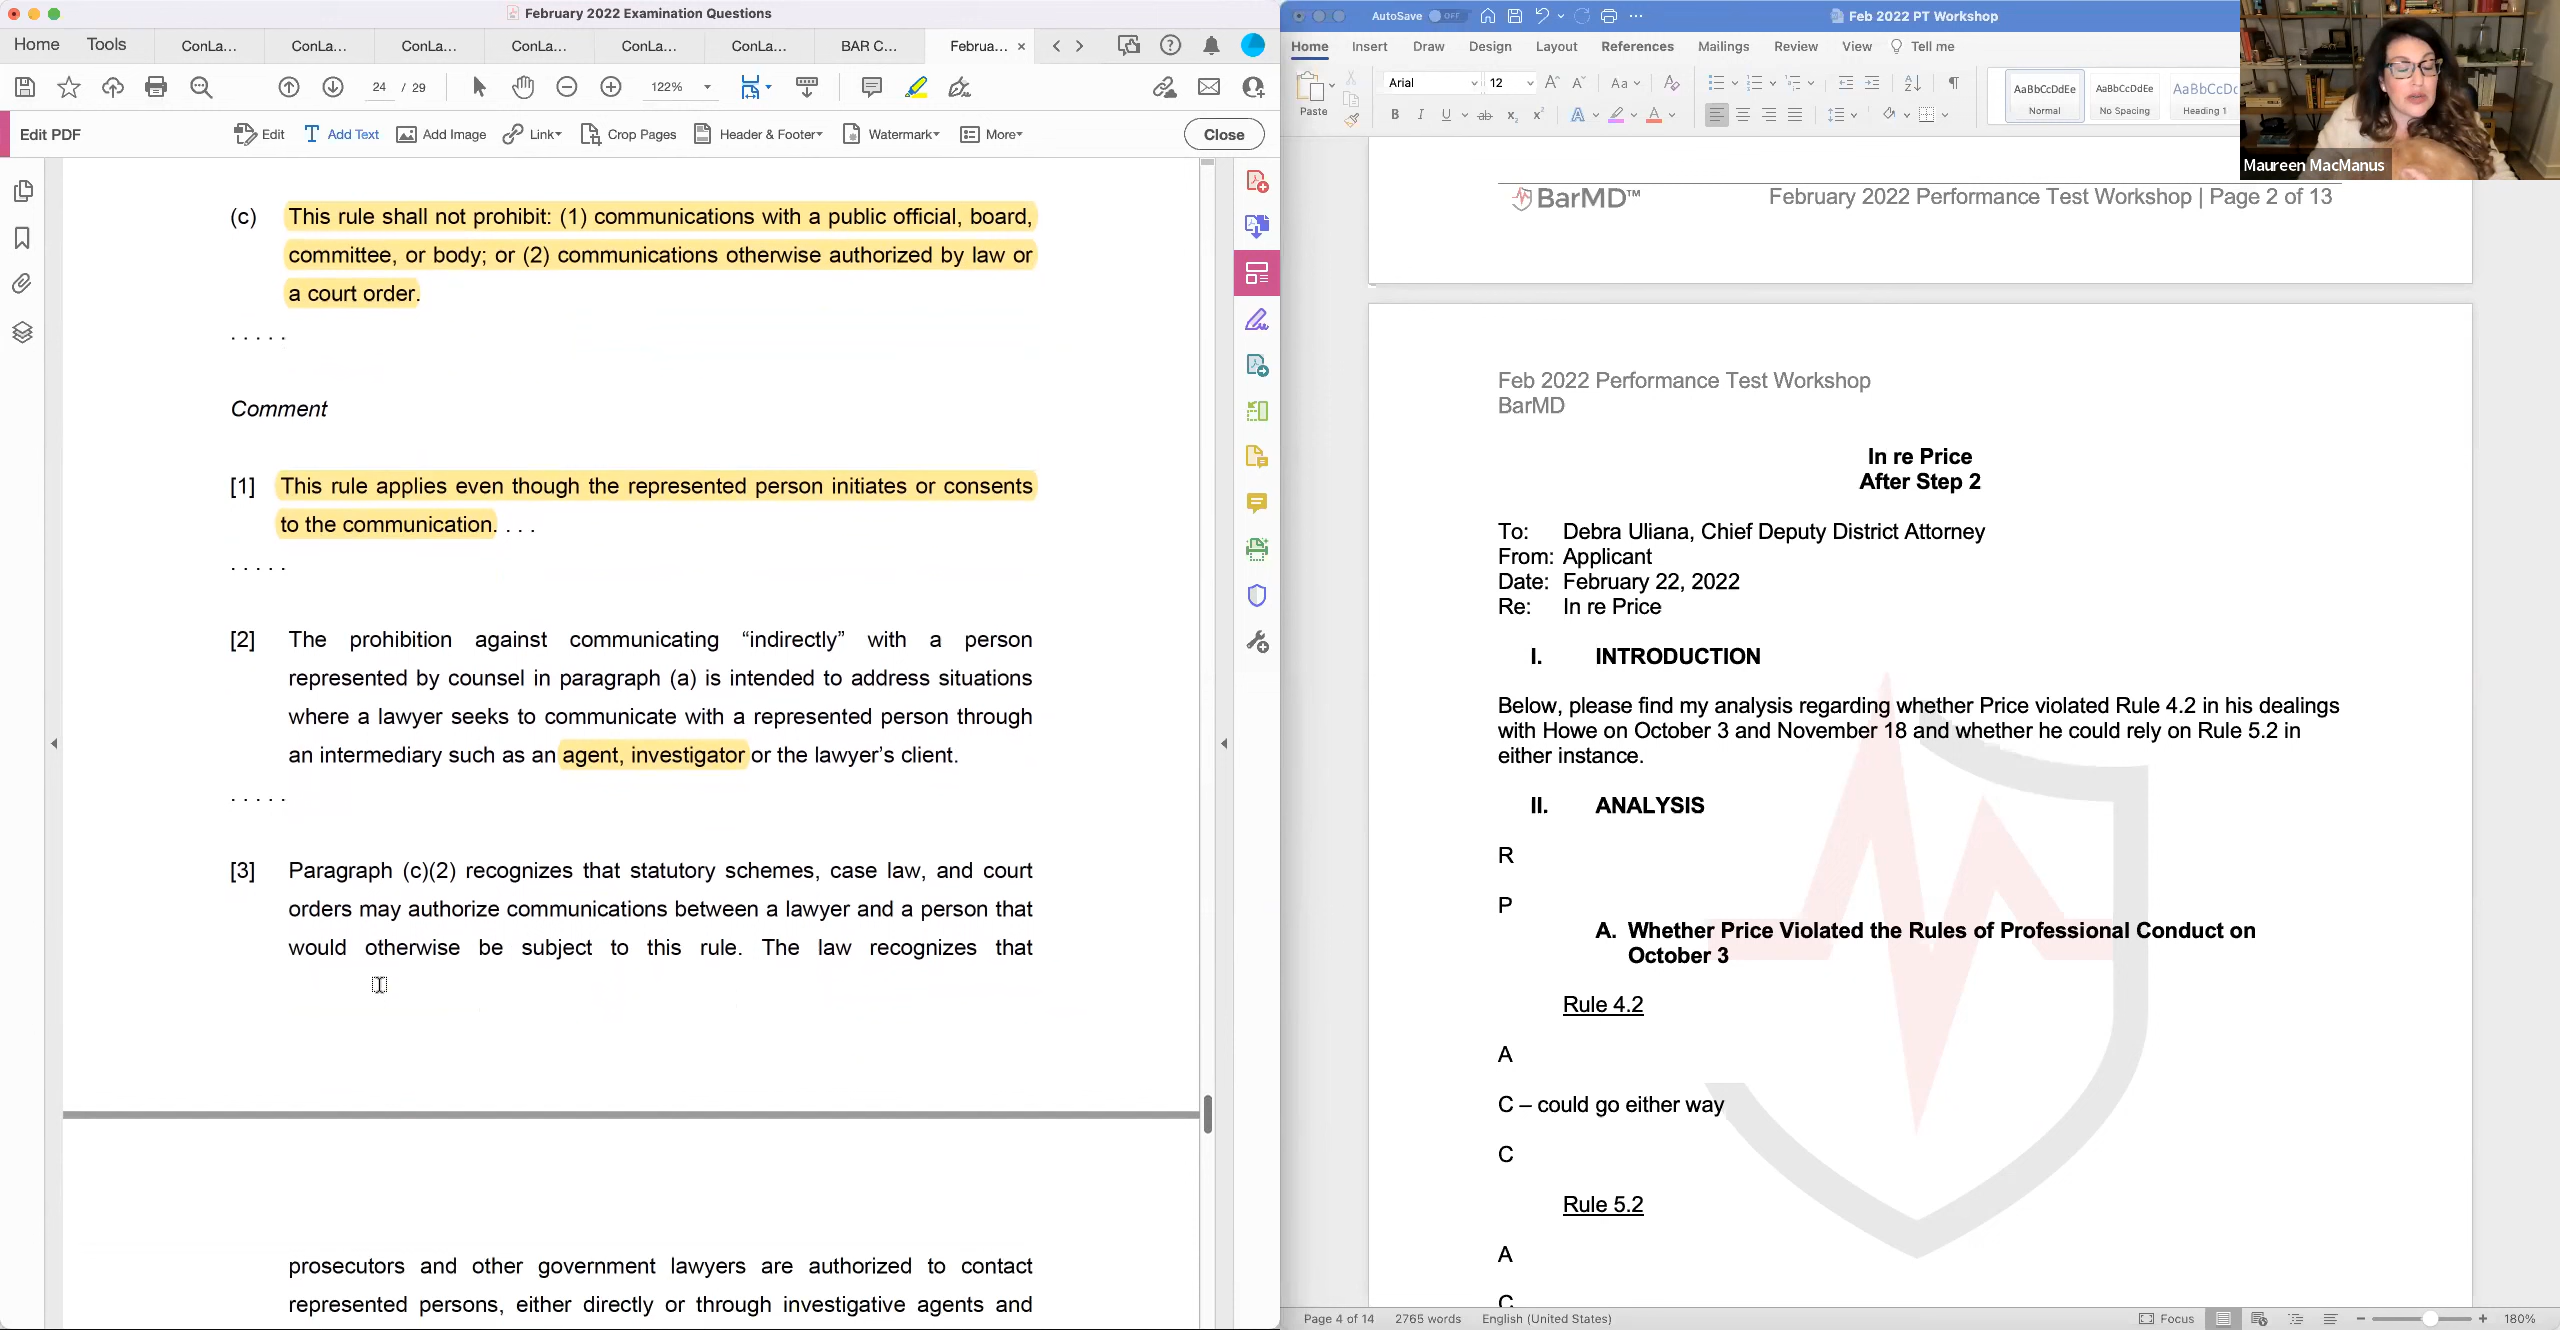 February 2022 Examination Questions
Home Tools ConLa... ConLa... ConLa... ConLa... ConLa... ConLa... BAR C... Februa... ×
24 / 29 122%
Edit PDF Edit Add Text Add Image Link Crop Pages Header & Footer Watermark More Close
(c) This rule shall not prohibit: (1) communications with a public official, board,
committee, or body; or (2) communications otherwise authorized by law or
a court order.
. . . . .
Comment
[1] This rule applies even though the represented person initiates or consents
to the communication. . . .
. . . . .
[2] The prohibition against communicating “indirectly” with a person
represented by counsel in paragraph (a) is intended to address situations
where a lawyer seeks to communicate with a represented person through
an intermediary such as an agent, investigator or the lawyer’s client.
. . . . .
[3] Paragraph (c)(2) recognizes that statutory schemes, case law, and court
orders may authorize communications between a lawyer and a person that
would otherwise be subject to this rule. The law recognizes that
prosecutors and other government lawyers are authorized to contact
represented persons, either directly or through investigative agents and
AutoSave OFF Feb 2022 PT Workshop
Home Insert Draw Design Layout References Mailings Review View Tell me
Paste Arial 12 Aa
B I U ab X2 X2 A A
AaBbCcDdEe AaBbCcDdEe AaBbCcDc
Normal No Spacing Heading 1
Maureen MacManus
BarMD™ February 2022 Performance Test Workshop | Page 2 of 13
Feb 2022 Performance Test Workshop
BarMD
In re Price
After Step 2
To: Debra Uliana, Chief Deputy District Attorney
From: Applicant
Date: February 22, 2022
Re: In re Price
I. INTRODUCTION
Below, please find my analysis regarding whether Price violated Rule 4.2 in his dealings
with Howe on October 3 and November 18 and whether he could rely on Rule 5.2 in
either instance.
II. ANALYSIS
R
P
A. Whether Price Violated the Rules of Professional Conduct on
October 3
Rule 4.2
A
C – could go either way
C
Rule 5.2
A
C
Page 4 of 14 2765 words English (United States) Focus 180%